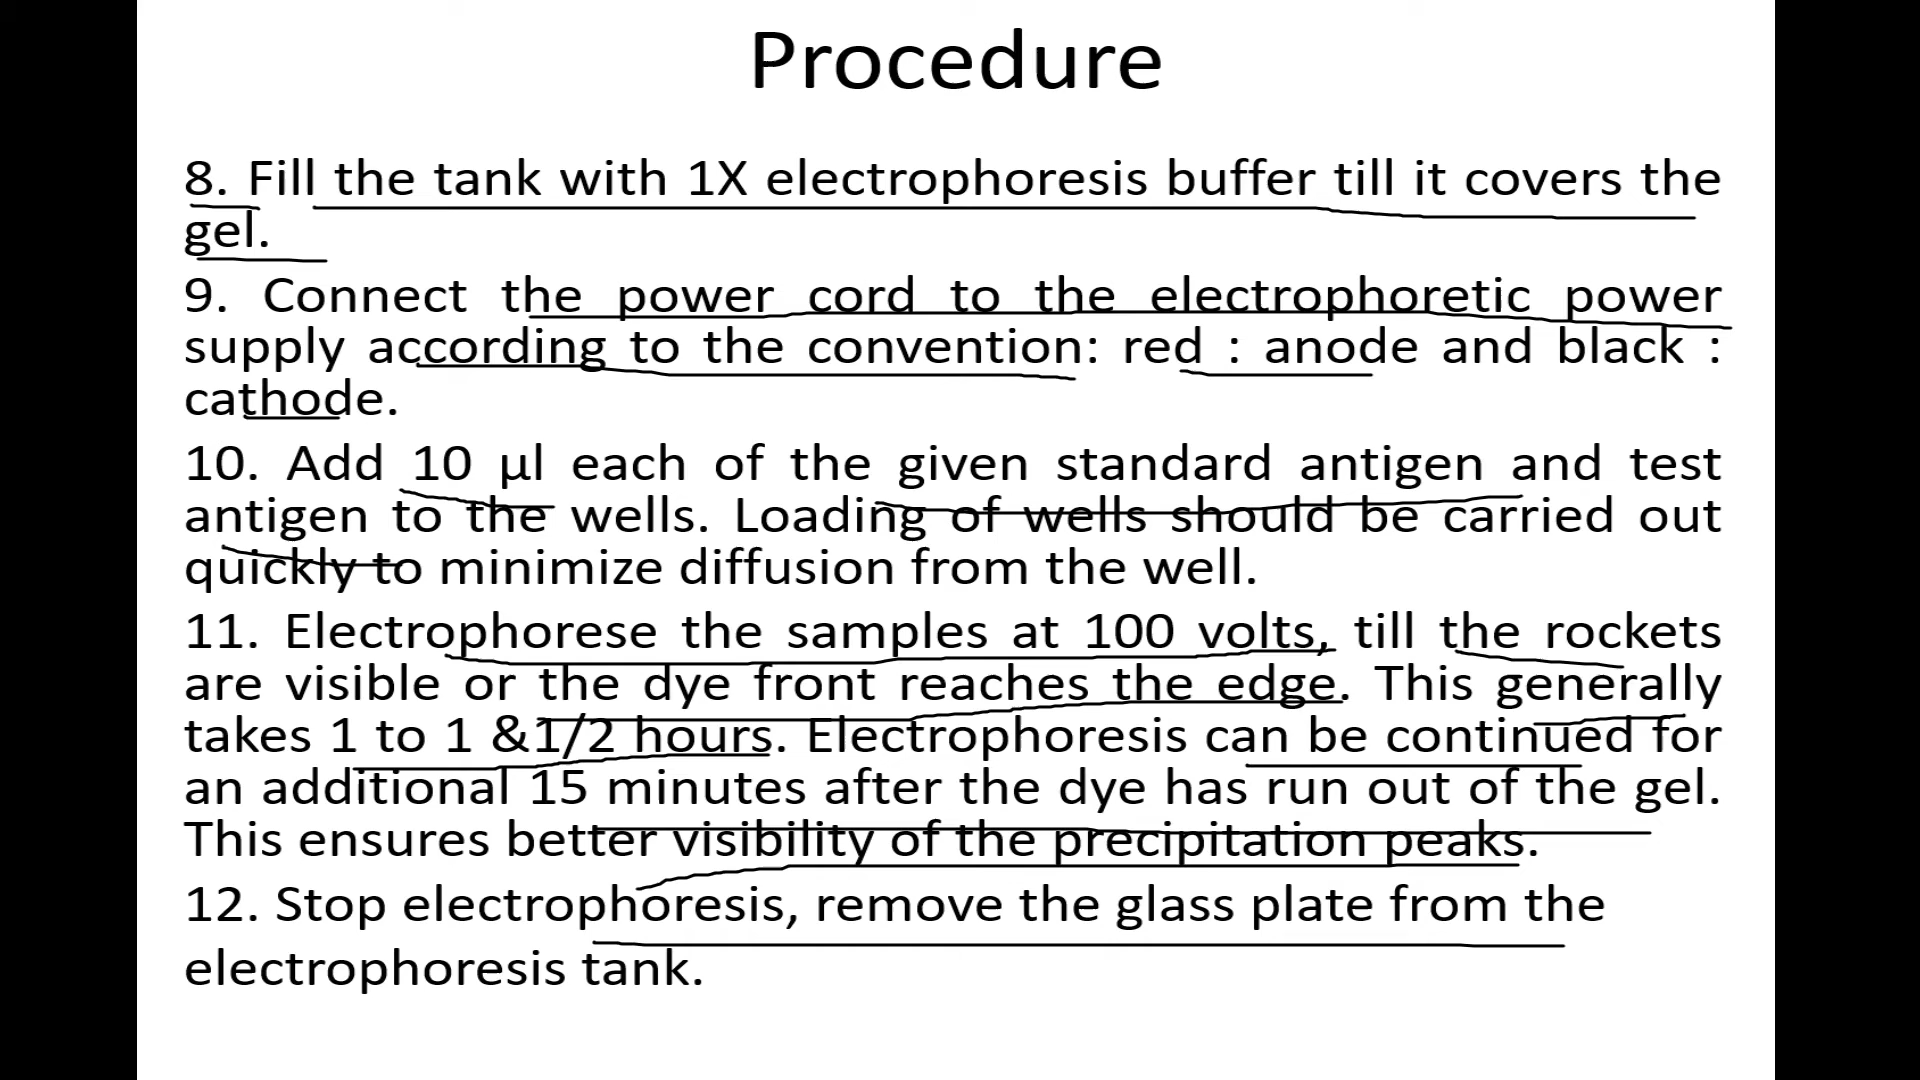 Procedure
8. Fill the tank with 1X electrophoresis buffer till it covers the
gel.
9. Connect the power cord to the electrophoretic power
supply according to the convention: red : anode and black :
cathode.
10. Add 10 µl each of the given standard antigen and test
antigen to the wells. Loading of wells should be carried out
quickly to minimize diffusion from the well.
11. Electrophorese the samples at 100 volts, till the rockets
are visible or the dye front reaches the edge. This generally
takes 1 to 1 &1/2 hours. Electrophoresis can be continued for
an additional 15 minutes after the dye has run out of the gel.
This ensures better visibility of the precipitation peaks.
12. Stop electrophoresis, remove the glass plate from the
electrophoresis tank.